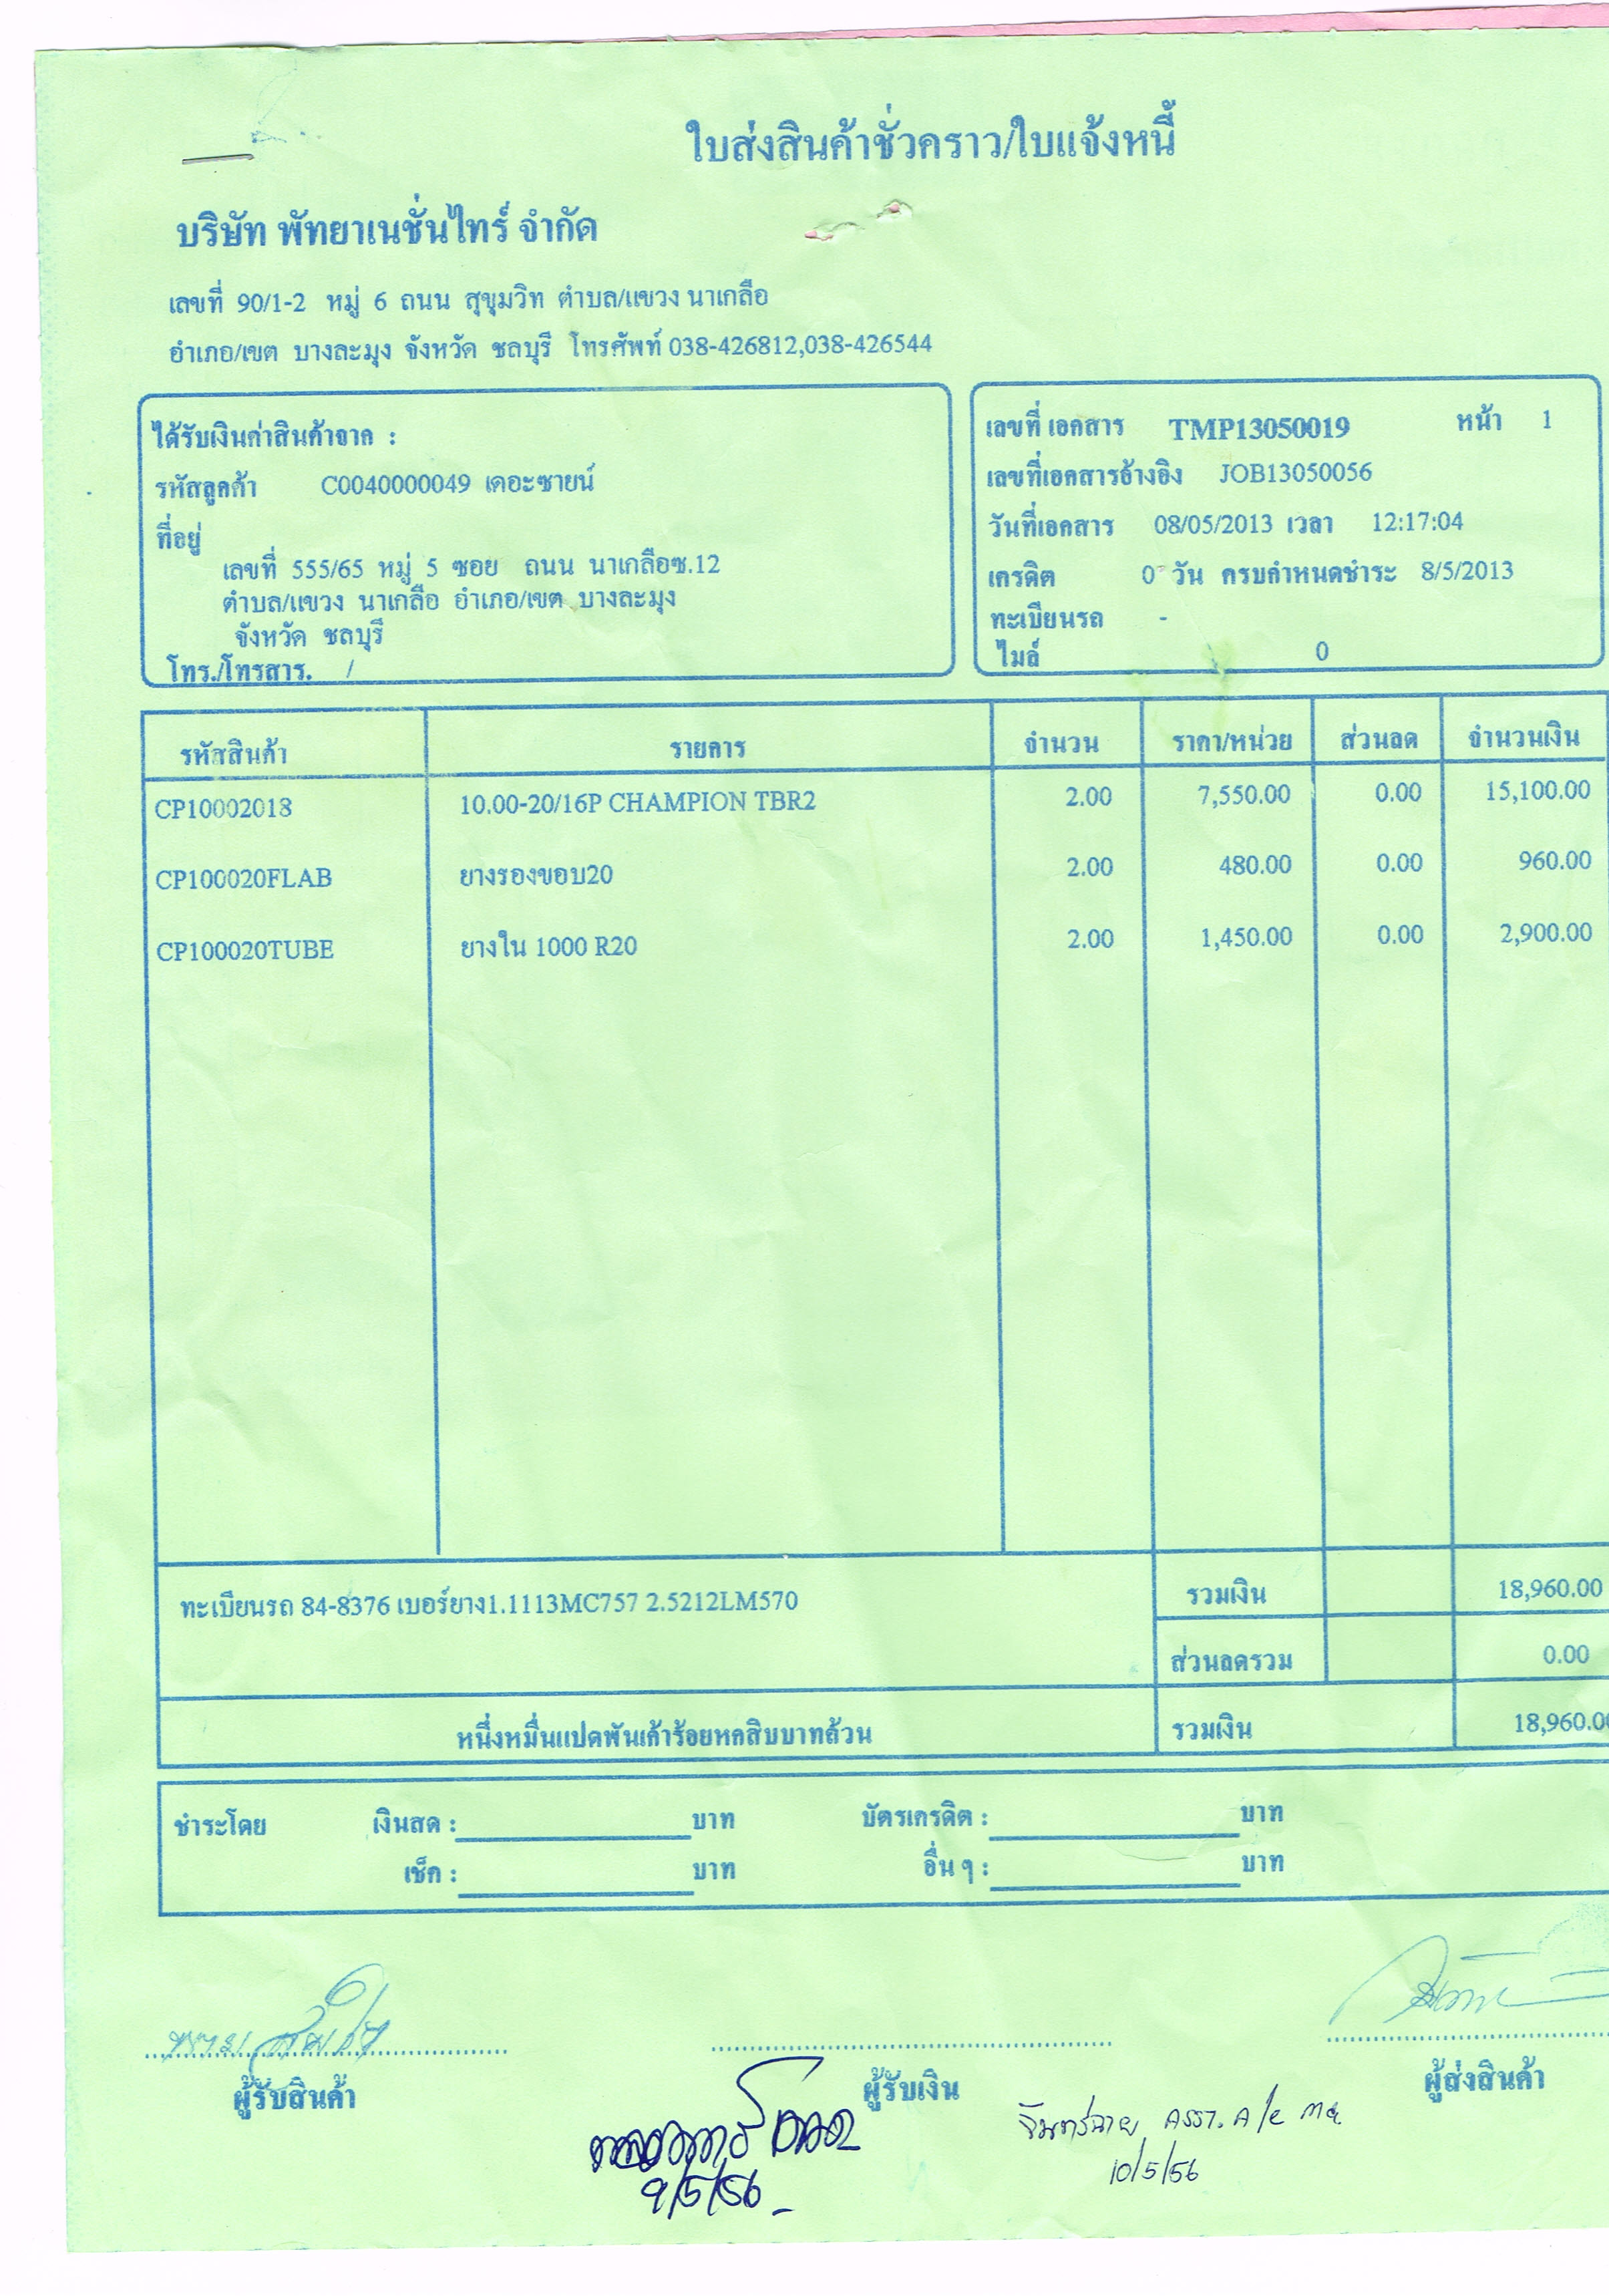 ใบส่งสินค้าชั่วคราว/ใบแจ้งหนี้
บริษัท พัทยาเนชั่นไทร์ จำกัด
เลขที่ 90/1-2 หมู่ 6 ถนน สุขุมวิท ตำบล/แขวง นาเกลือ
อำเภอ/เขต บางละมุง จังหวัด ชลบุรี โทรศัพท์ 038-426812,038-426544
ได้รับเงินค่าสินค้าจาก :
รหัสลูกค้า C0040000049 เดอะซายน์
ที่อยู่
เลขที่ 555/65 หมู่ 5 ซอย ถนน นาเกลือซ.12
ตำบล/แขวง นาเกลือ อำเภอ/เขต บางละมุง
จังหวัด ชลบุรี
โทร./โทรสาร. /
เลขที่ เอกสาร TMP13050019 หน้า 1
เลขที่เอกสารอ้างอิง JOB13050056
วันที่เอกสาร 08/05/2013 เวลา 12:17:04
เครดิต 0 วัน ครบกำหนดชำระ 8/5/2013
ทะเบียนรถ -
ไมล์ 0
รหัสสินค้า รายการ จำนวน ราคา/หน่วย ส่วนลด จำนวนเงิน
CP10002018 10.00-20/16P CHAMPION TBR2 2.00 7,550.00 0.00 15,100.00
CP100020FLAB ยางรองขอบ20 2.00 480.00 0.00 960.00
CP100020TUBE ยางใน 1000 R20 2.00 1,450.00 0.00 2,900.00
ทะเบียนรถ 84-8376 เบอร์ยาง1.1113MC757 2.5212LM570 รวมเงิน 18,960.00
ส่วนลดรวม 0.00
หนึ่งหมื่นแปดพันเก้าร้อยหกสิบบาทถ้วน รวมเงิน 18,960.00
ชำระโดย เงินสด : บาท บัตรเครดิต : บาท
เช็ค : บาท อื่น ๆ : บาท
ผู้รับสินค้า ผู้รับเงิน ผู้ส่งสินค้า
9/5/56
10/5/56